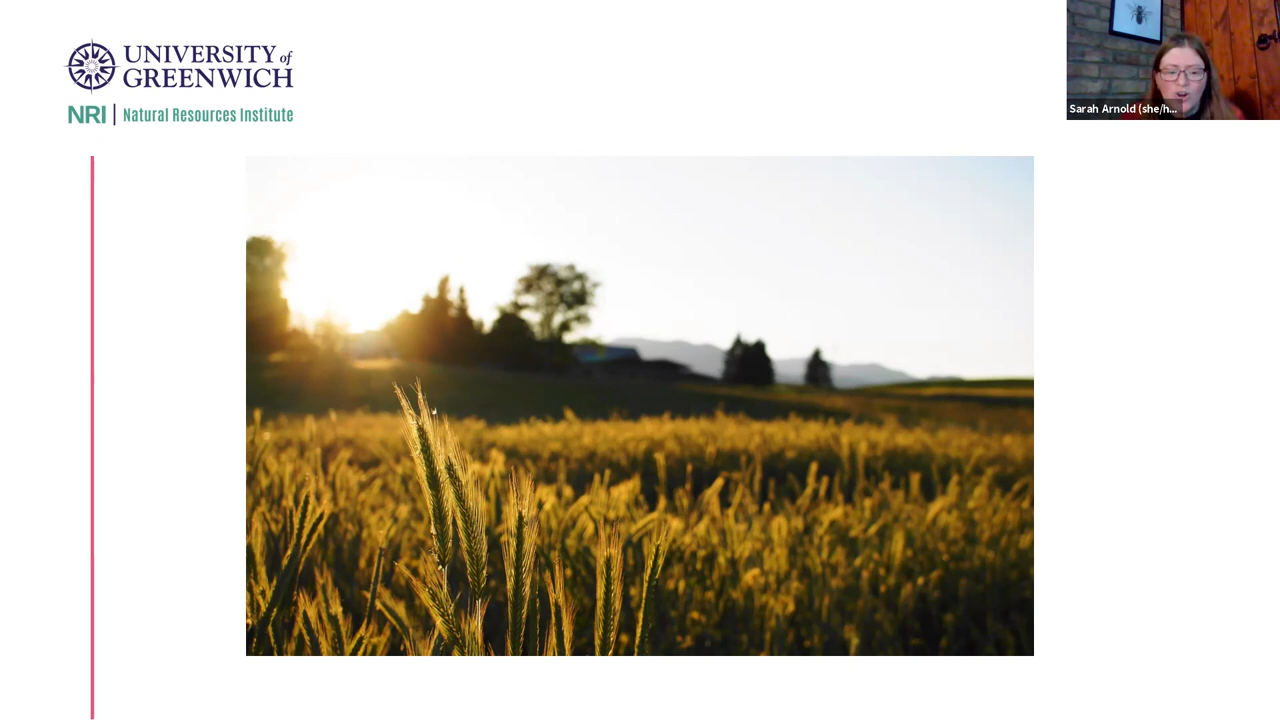 UNIVERSITY of
GREENWICH
NRI | Natural Resources Institute
Sarah Arnold (she/h...